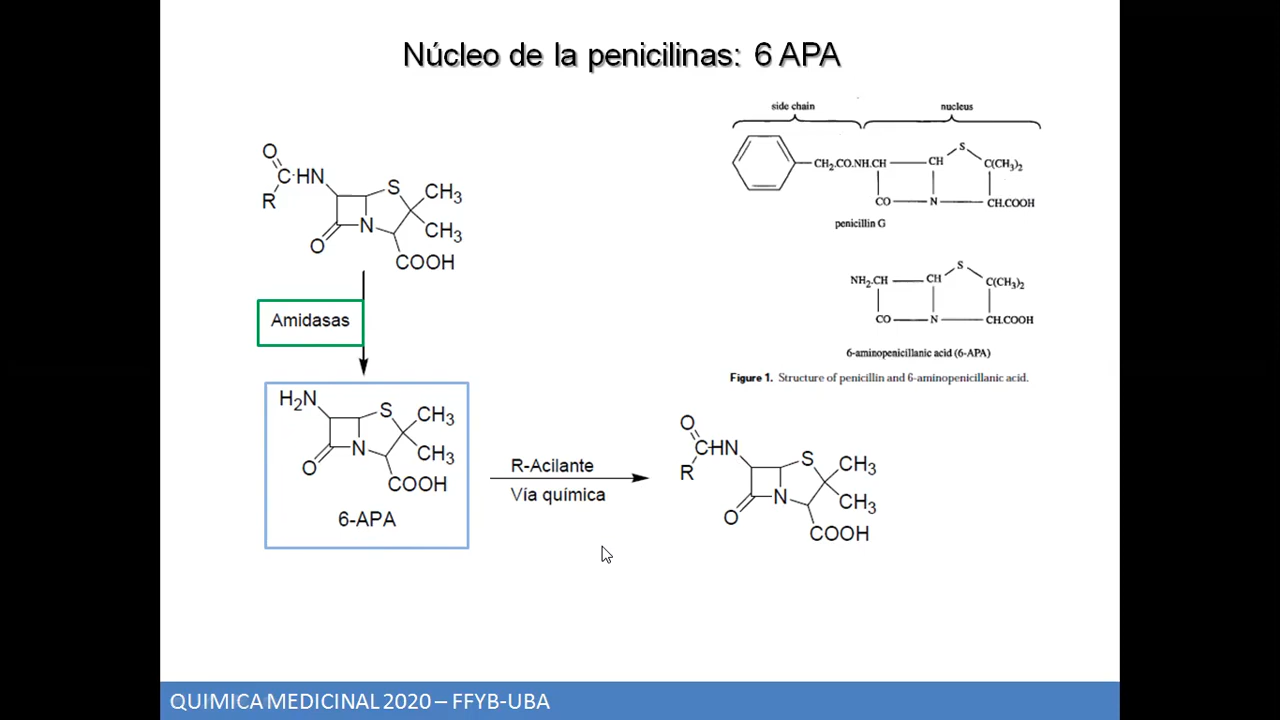 Núcleo de la penicilinas: 6 APA
side chain
nucleus
CH₂.CO.NH.CH
CH
S
C(CH₃)₂
CO
N
CH.COOH
penicillin G
NH₂.CH
CH
S
C(CH₃)₂
CO
N
CH.COOH
6-aminopenicillanic acid (6-APA)
Figure 1. Structure of penicillin and 6-aminopenicillanic acid.
O
C
HN
R
S
CH₃
N
CH₃
O
COOH
Amidasas
H₂N
S
CH₃
N
CH₃
O
COOH
6-APA
R-Acilante
Vía química
O
C
HN
R
S
CH₃
N
CH₃
O
COOH
QUIMICA MEDICINAL 2020 – FFYB-UBA